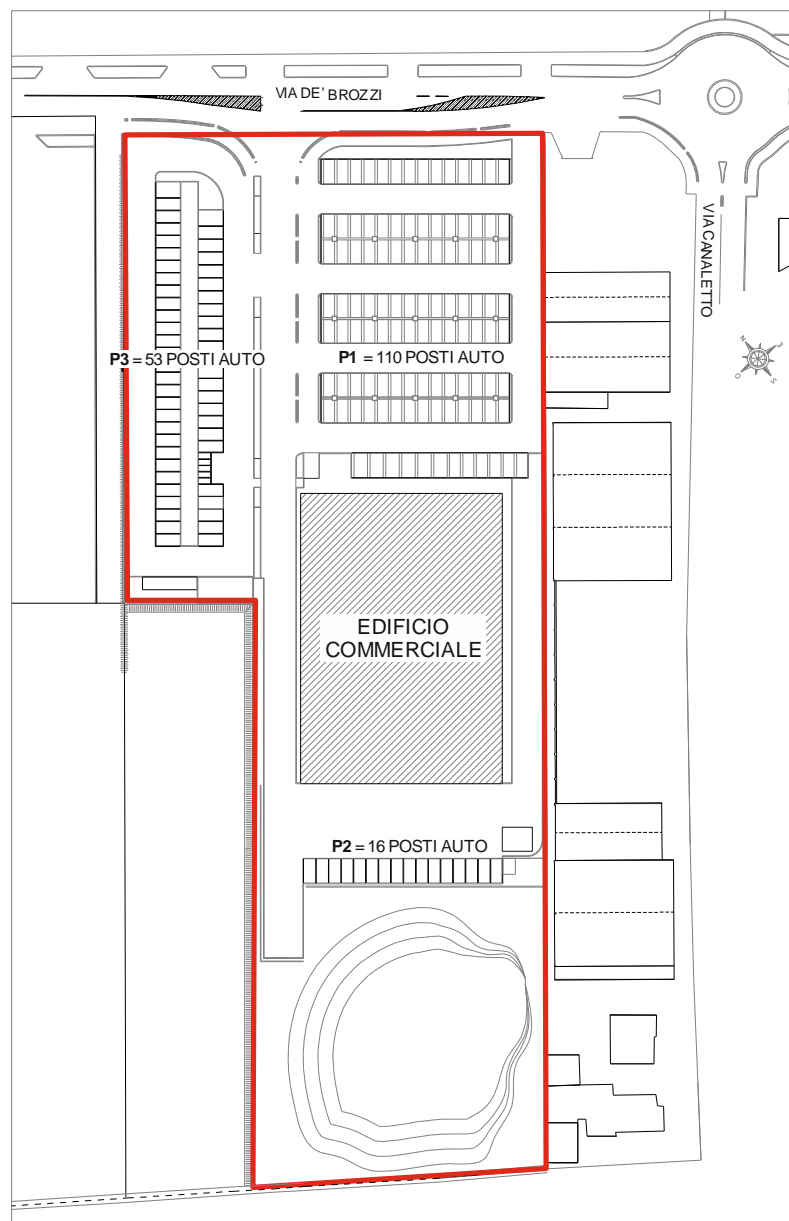 VIA DE' BROZZI
VIA CANALETTO
N
E
S
O
P3 = 53 POSTI AUTO
P1 = 110 POSTI AUTO
EDIFICIO
COMMERCIALE
P2 = 16 POSTI AUTO